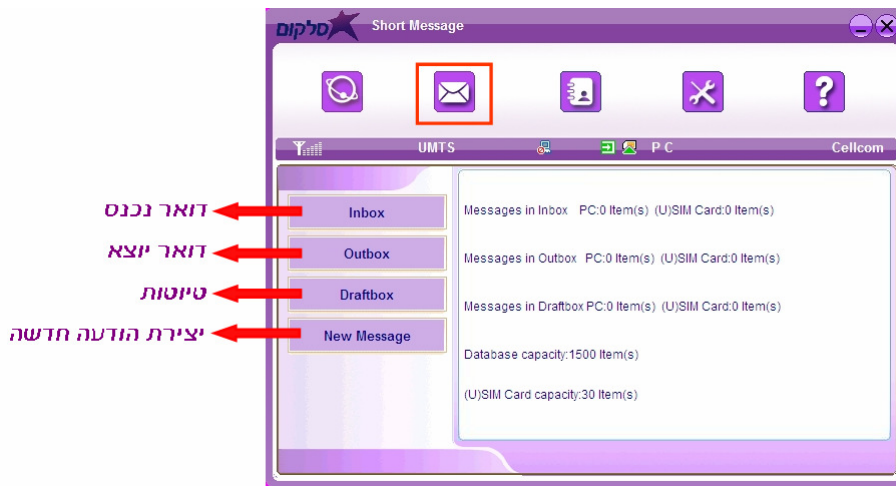 סלקום Short Message
UMTS PC Cellcom
דואר נכנס
Inbox
דואר יוצא
Outbox
טיוטות
Draftbox
יצירת הודעה חדשה
New Message
Messages in Inbox PC:0 Item(s) (U)SIM Card:0 Item(s)
Messages in Outbox PC:0 Item(s) (U)SIM Card:0 Item(s)
Messages in Draftbox PC:0 Item(s) (U)SIM Card:0 Item(s)
Database capacity:1500 Item(s)
(U)SIM Card capacity:30 Item(s)